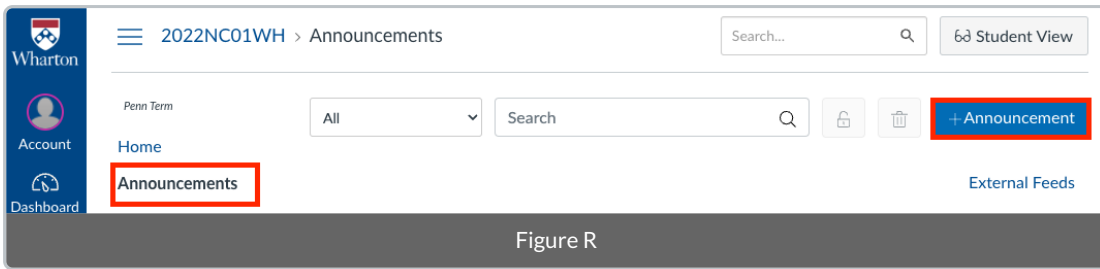 Wharton
Account
Dashboard
2022NC01WH > Announcements
Search...
Student View
Penn Term
Home
Announcements
All
Search
+Announcement
External Feeds
Figure R